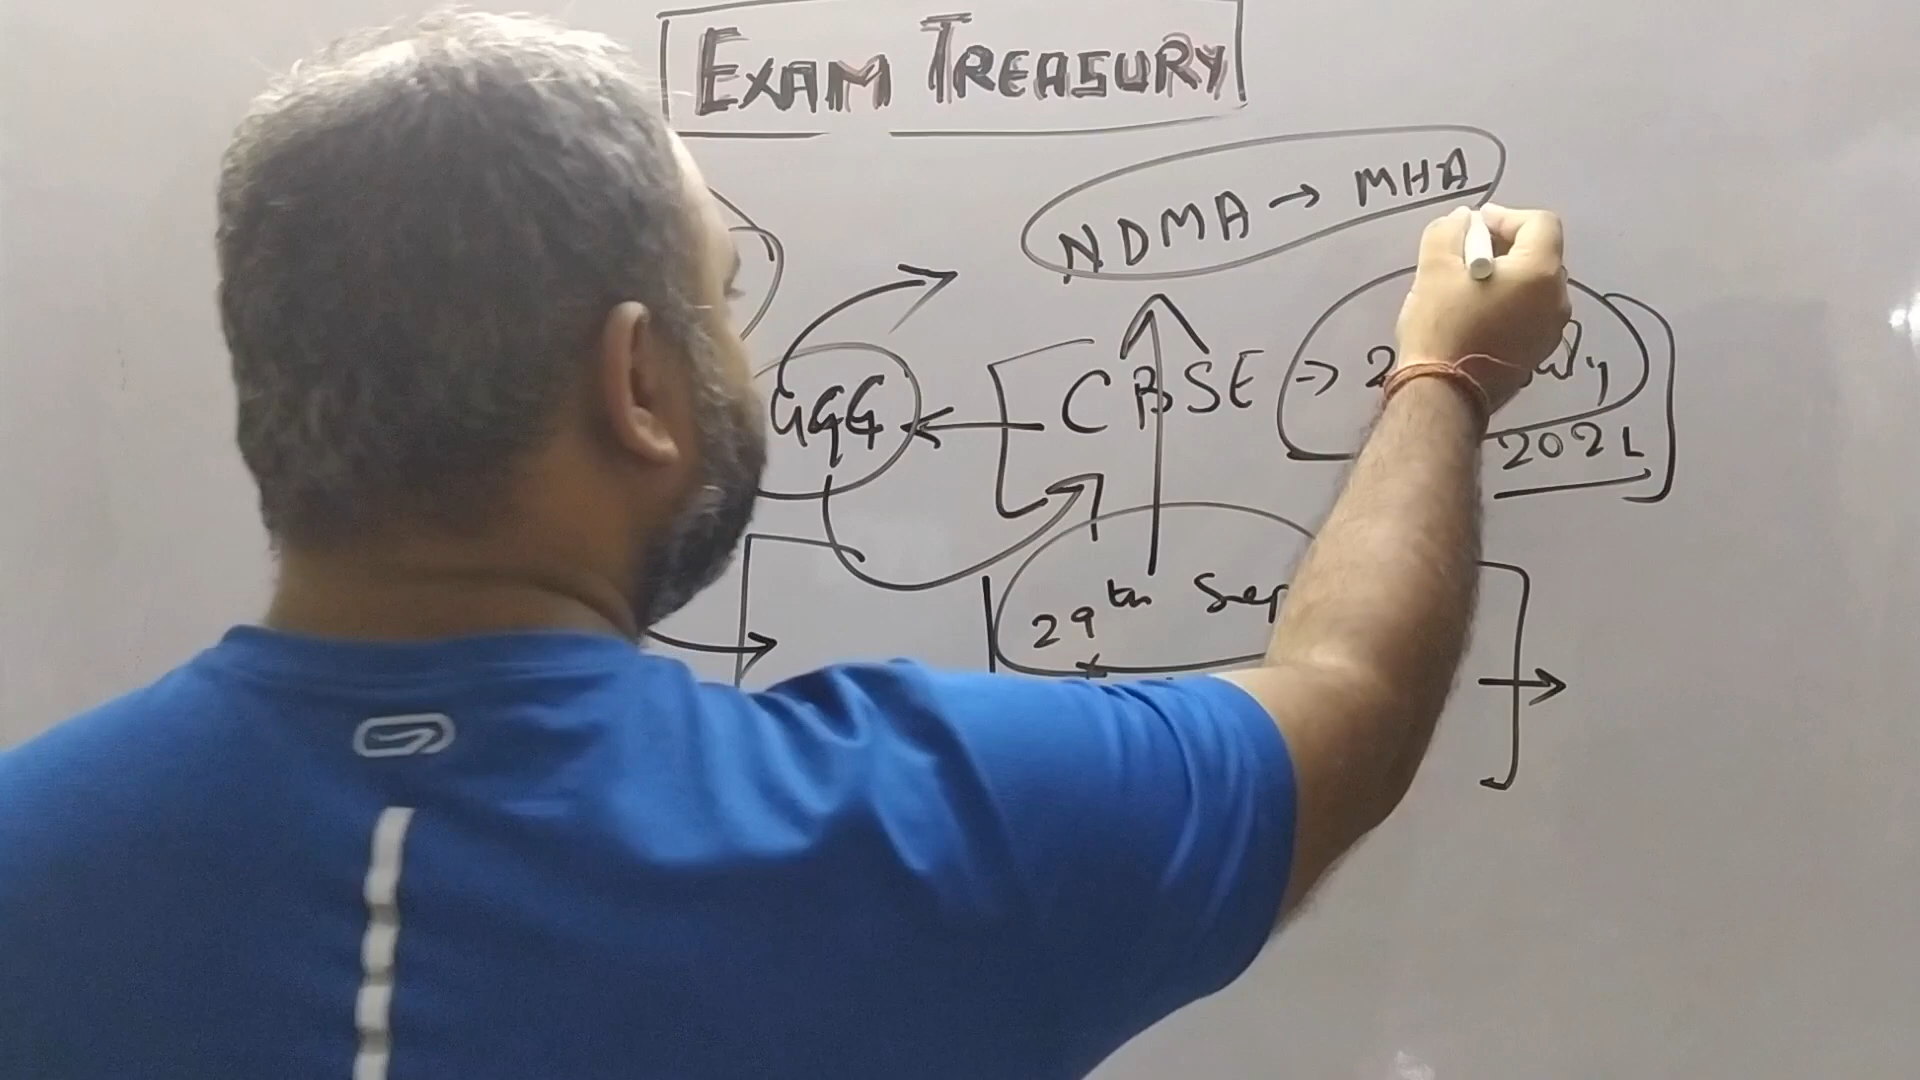 EXAM TREASURY
NDMA → MHA
GGG ← CBSE →
2021
29th Sep